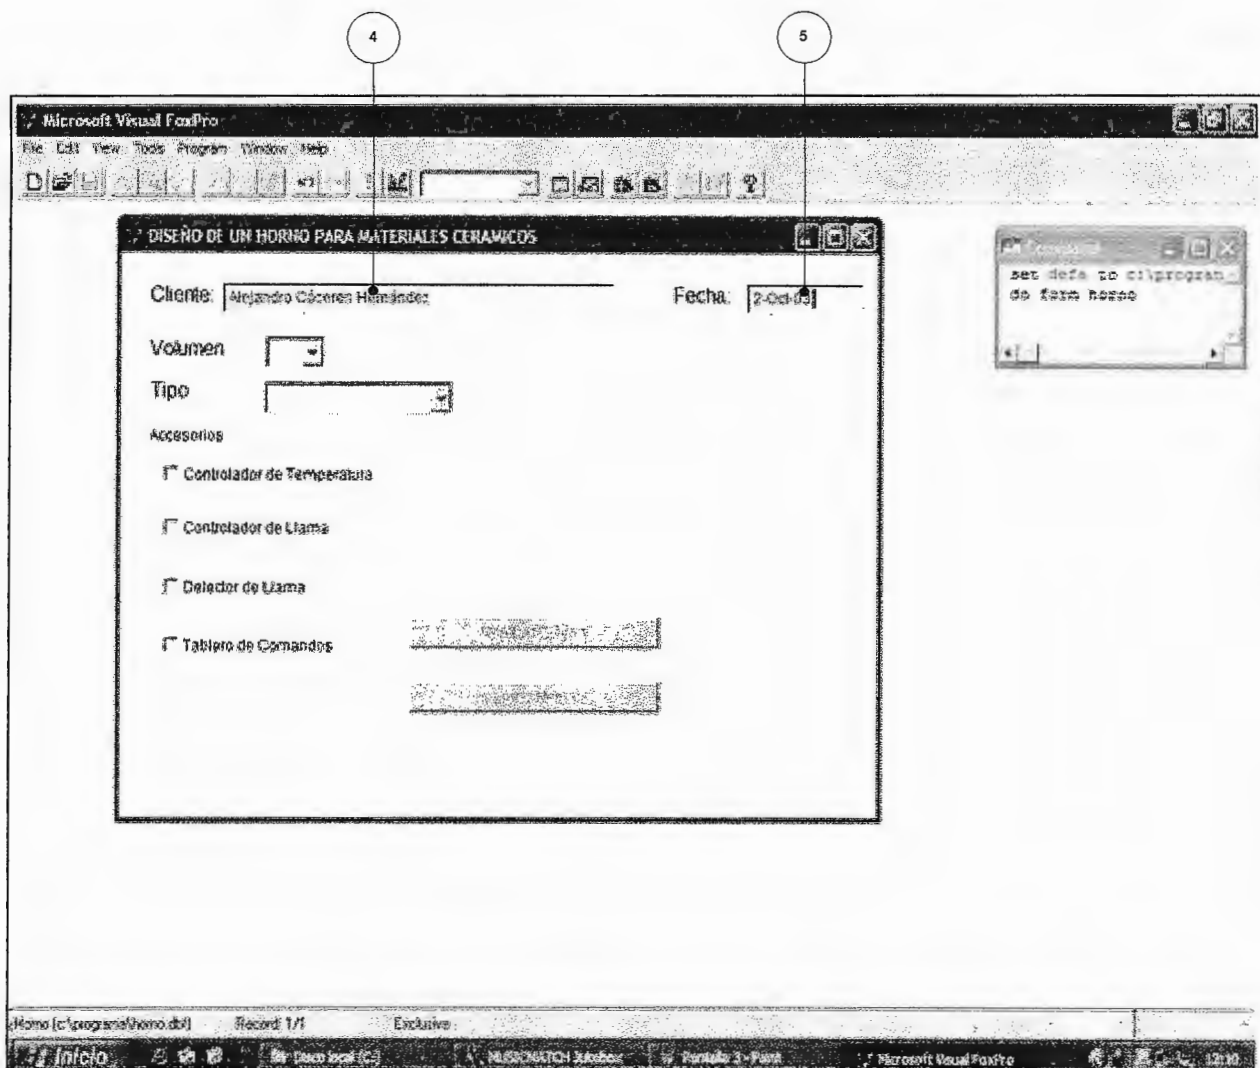 4 5
Microsoft Visual FoxPro
File Edit View Tools Program Window Help
DISEÑO DE UN HORNO PARA MATERIALES CERAMICOS
Cliente: Alejandro Cáceres Hernández Fecha: 2-Oct-03
Command
set defa to c:\program
do form horno
Volumen
Tipo
Accesorios
Controlador de Temperatura
Controlador de Llama
Detector de Llama
Tablero de Comandos
Horno (c:\programa\horno.dbf) Record: 1/1 Exclusive
Inicio Disco local (C:) MUSICMATCH Jukebox Pantalla 3 - Paint Microsoft Visual FoxPro 12:10